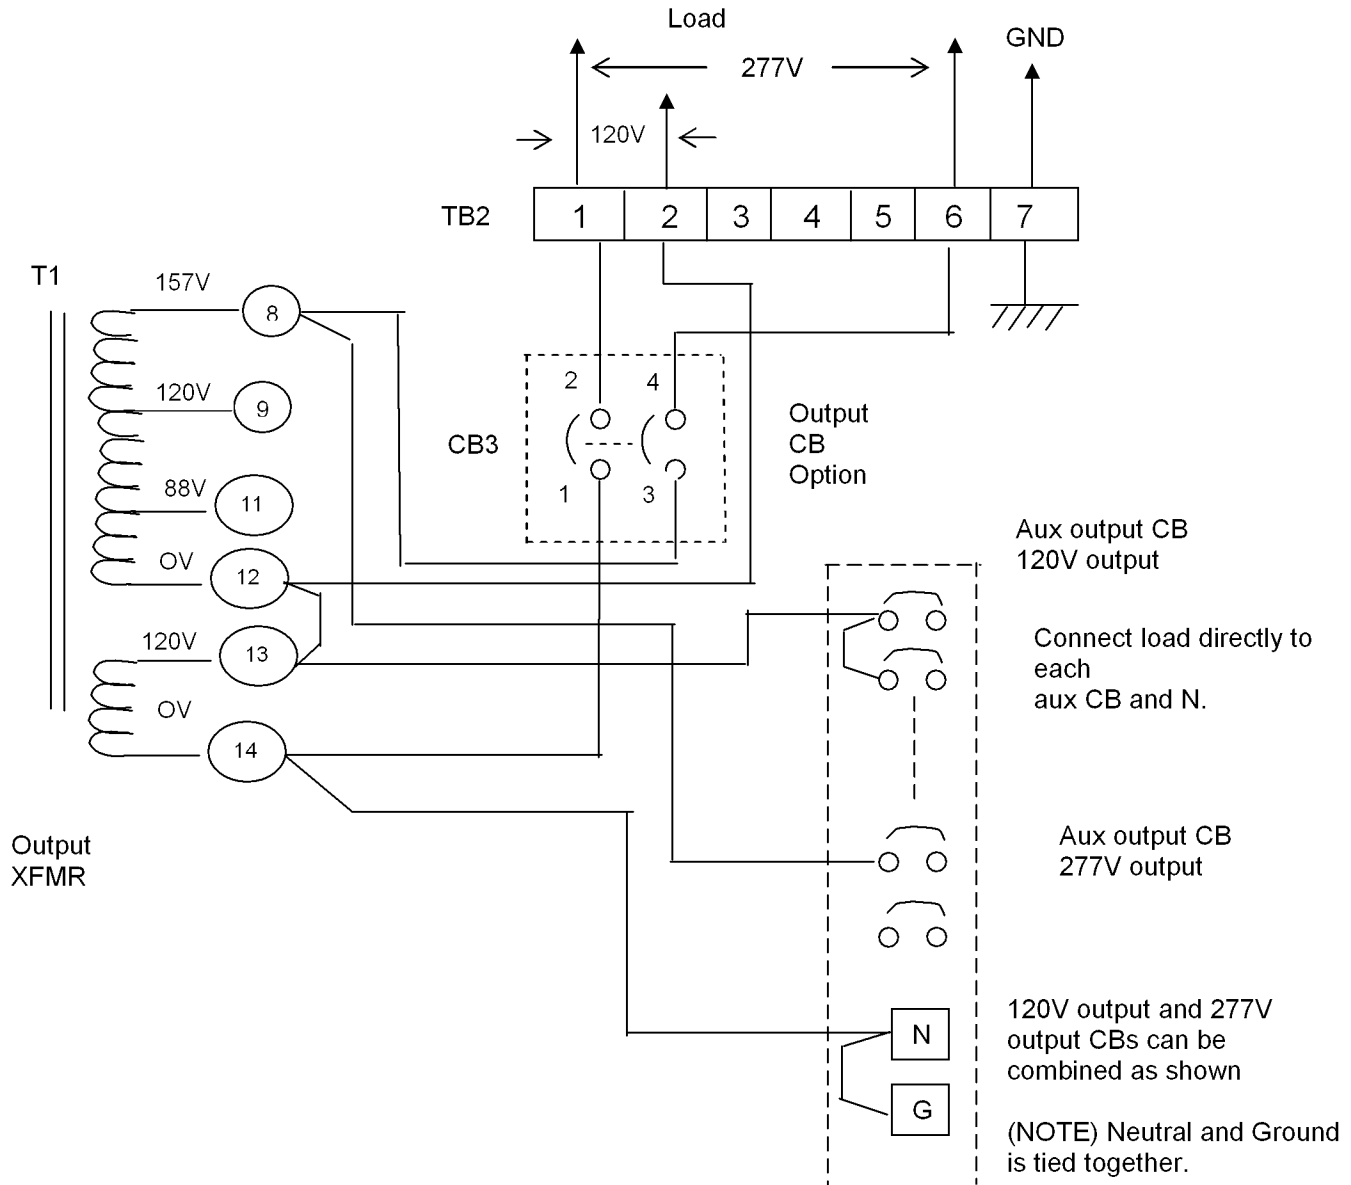 Load
GND
277V
120V
TB2
1 2 3 4 5 6 7
T1
157V
8
120V
9
88V
11
OV
12
120V
13
OV
14
Output
XFMR
CB3
2 4
1 3
Output
CB
Option
Aux output CB
120V output
Connect load directly to
each
aux CB and N.
Aux output CB
277V output
N
G
120V output and 277V
output CBs can be
combined as shown
(NOTE) Neutral and Ground
is tied together.